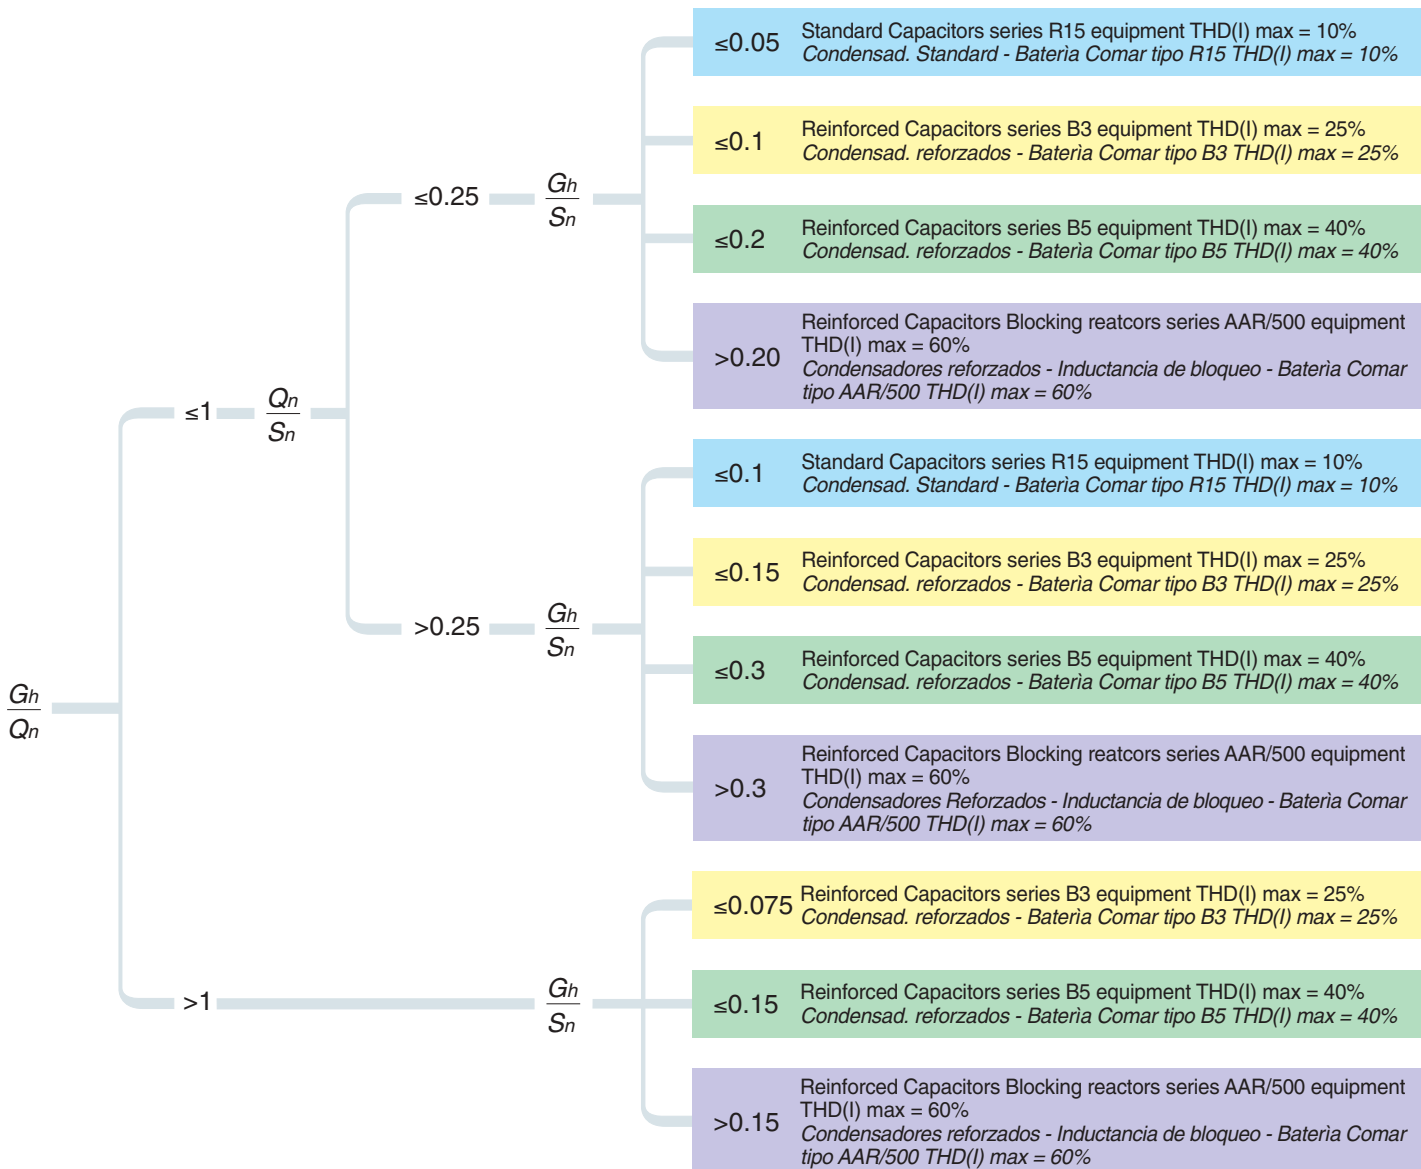 ≤0.05
Standard Capacitors series R15 equipment THD(I) max = 10%
Condensad. Standard - Baterìa Comar tipo R15 THD(I) max = 10%
≤0.1
Reinforced Capacitors series B3 equipment THD(I) max = 25%
Condensad. reforzados - Baterìa Comar tipo B3 THD(I) max = 25%
≤0.25
Gh
Sn
≤0.2
Reinforced Capacitors series B5 equipment THD(I) max = 40%
Condensad. reforzados - Baterìa Comar tipo B5 THD(I) max = 40%
>0.20
Reinforced Capacitors Blocking reatcors series AAR/500 equipment
THD(I) max = 60%
Condensadores reforzados - Inductancia de bloqueo - Baterìa Comar
tipo AAR/500 THD(I) max = 60%
≤1
Qn
Sn
≤0.1
Standard Capacitors series R15 equipment THD(I) max = 10%
Condensad. Standard - Baterìa Comar tipo R15 THD(I) max = 10%
≤0.15
Reinforced Capacitors series B3 equipment THD(I) max = 25%
Condensad. reforzados - Baterìa Comar tipo B3 THD(I) max = 25%
>0.25
Gh
Sn
≤0.3
Reinforced Capacitors series B5 equipment THD(I) max = 40%
Condensad. reforzados - Baterìa Comar tipo B5 THD(I) max = 40%
Gh
Qn
>0.3
Reinforced Capacitors Blocking reatcors series AAR/500 equipment
THD(I) max = 60%
Condensadores Reforzados - Inductancia de bloqueo - Baterìa Comar
tipo AAR/500 THD(I) max = 60%
≤0.075
Reinforced Capacitors series B3 equipment THD(I) max = 25%
Condensad. reforzados - Baterìa Comar tipo B3 THD(I) max = 25%
>1
Gh
Sn
≤0.15
Reinforced Capacitors series B5 equipment THD(I) max = 40%
Condensad. reforzados - Baterìa Comar tipo B5 THD(I) max = 40%
>0.15
Reinforced Capacitors Blocking reactors series AAR/500 equipment
THD(I) max = 60%
Condensadores reforzados - Inductancia de bloqueo - Baterìa Comar
tipo AAR/500 THD(I) max = 60%